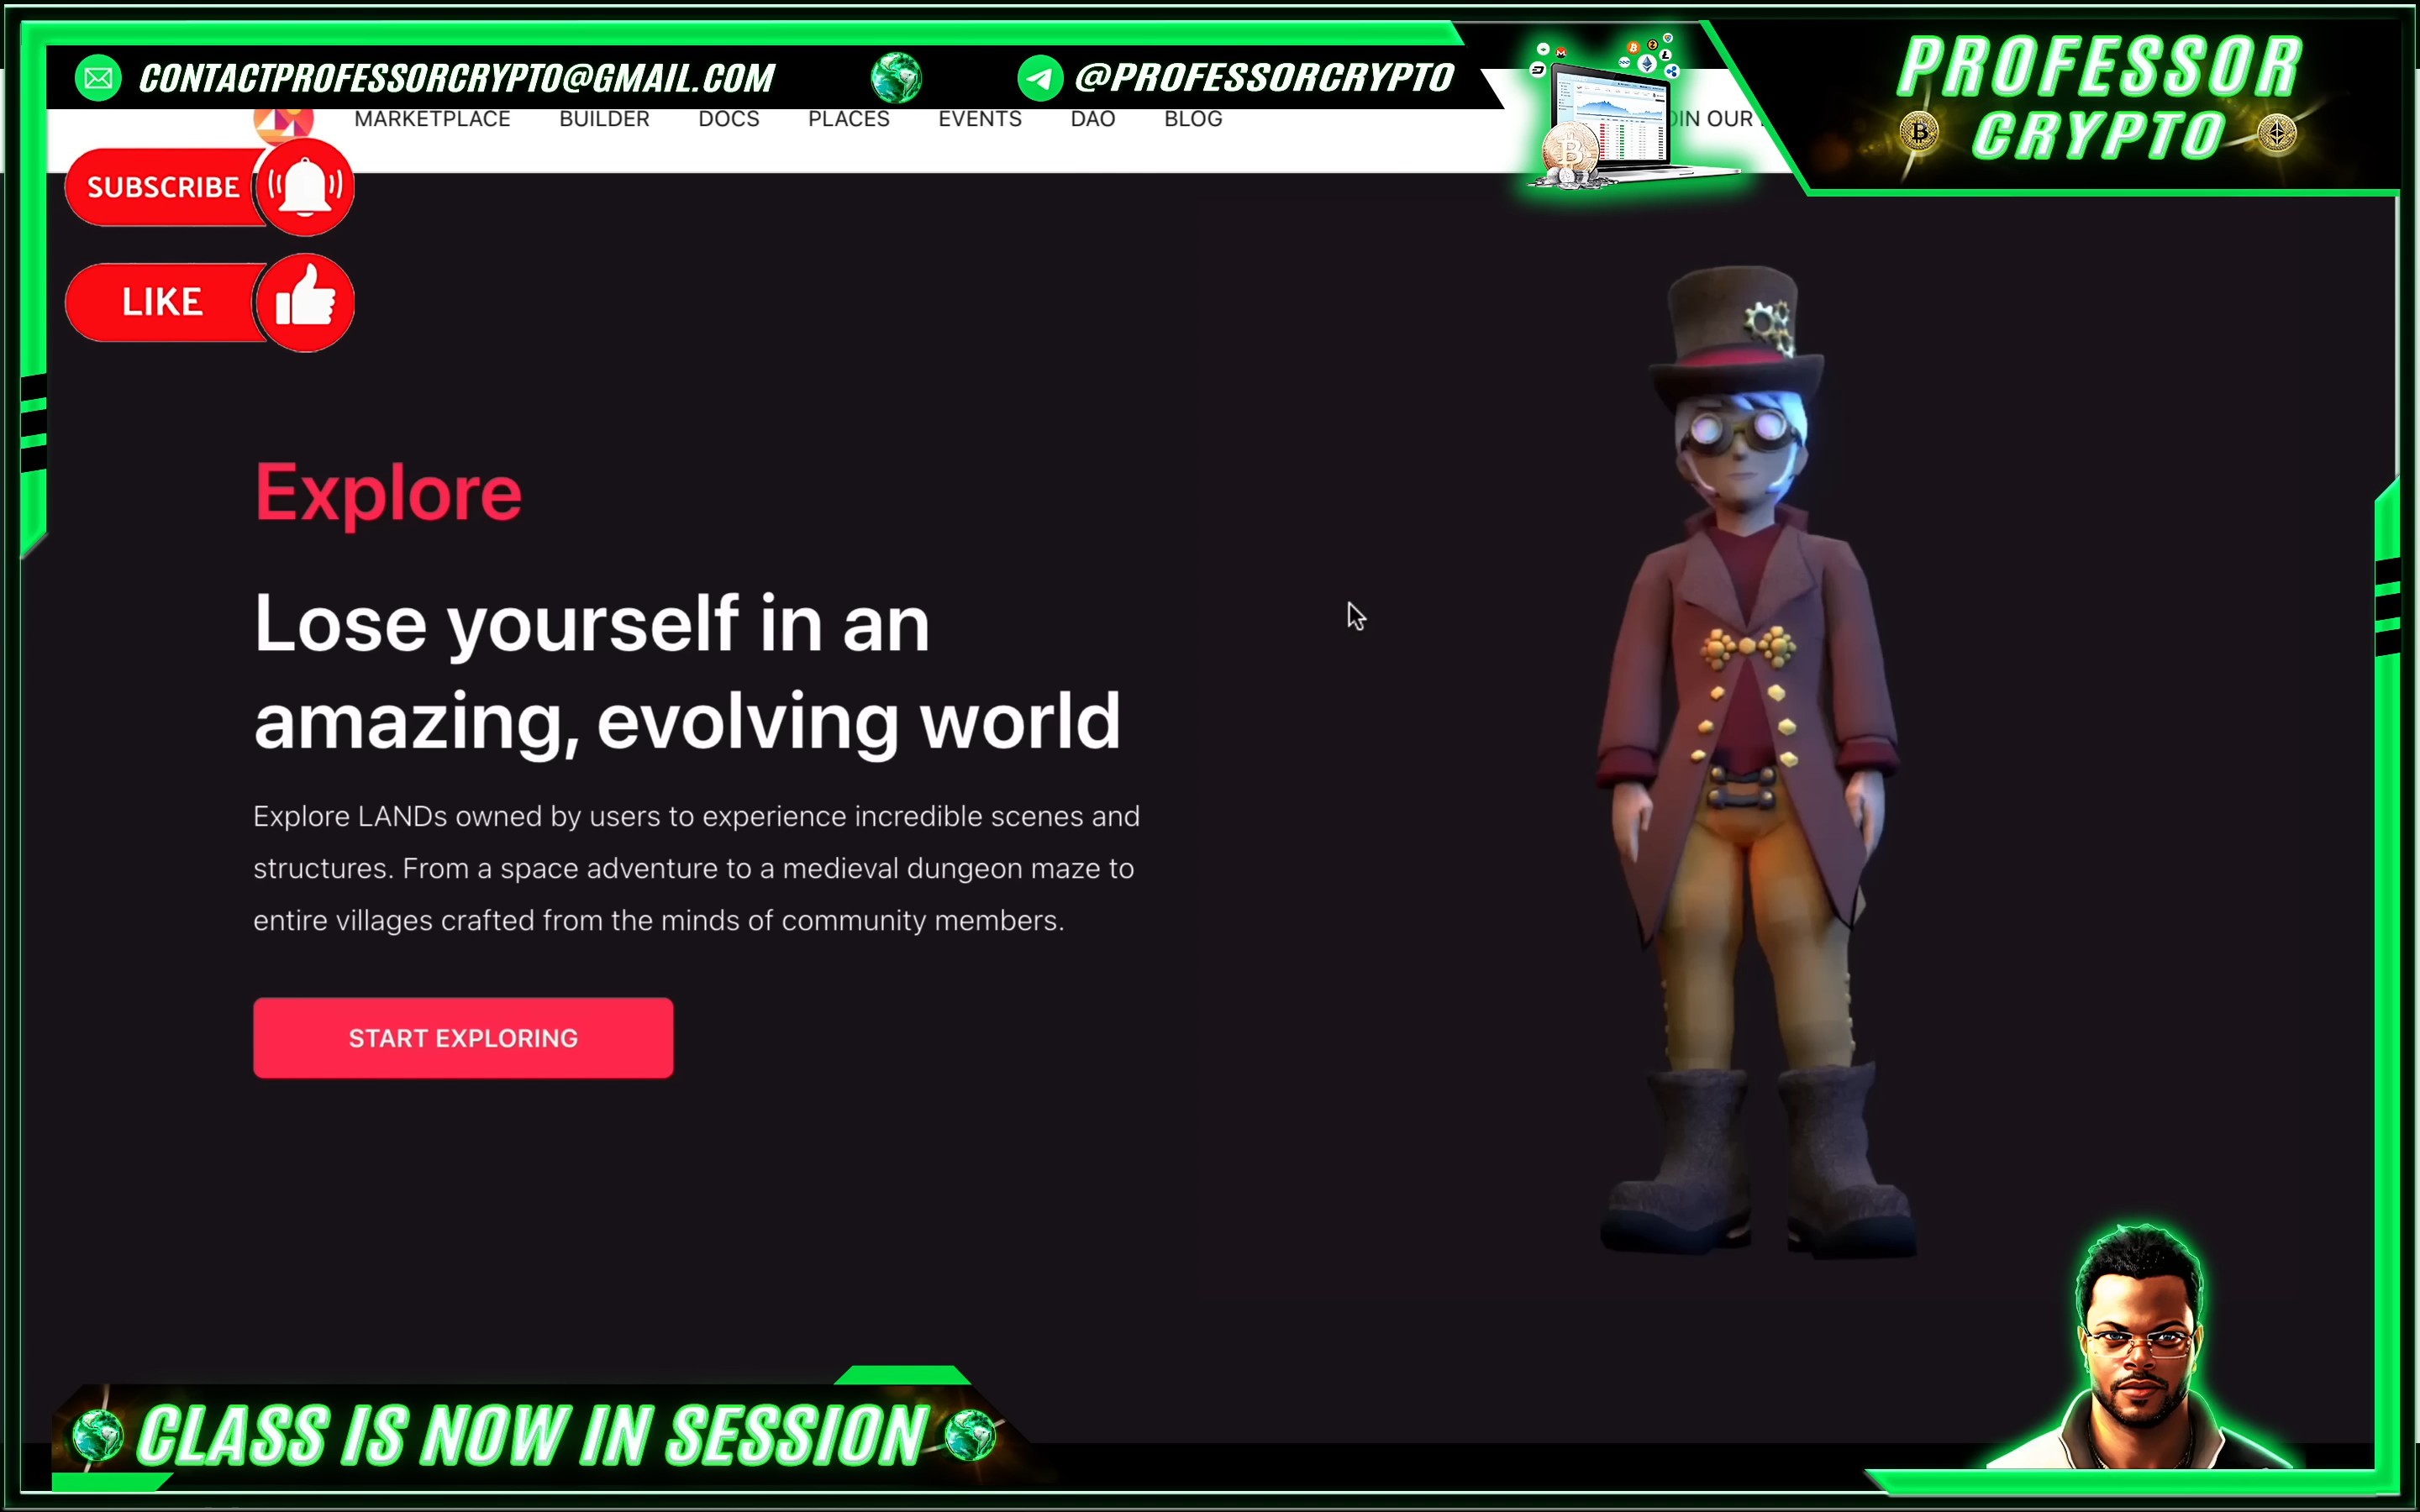 CONTACTPROFESSORCRYPTO@GMAIL.COM
@PROFESSORCRYPTO
PROFESSOR
CRYPTO
MARKETPLACE BUILDER DOCS PLACES EVENTS DAO BLOG
OIN OUR
SUBSCRIBE
LIKE
Explore
Lose yourself in an
amazing, evolving world
Explore LANDs owned by users to experience incredible scenes and
structures. From a space adventure to a medieval dungeon maze to
entire villages crafted from the minds of community members.
START EXPLORING
CLASS IS NOW IN SESSION